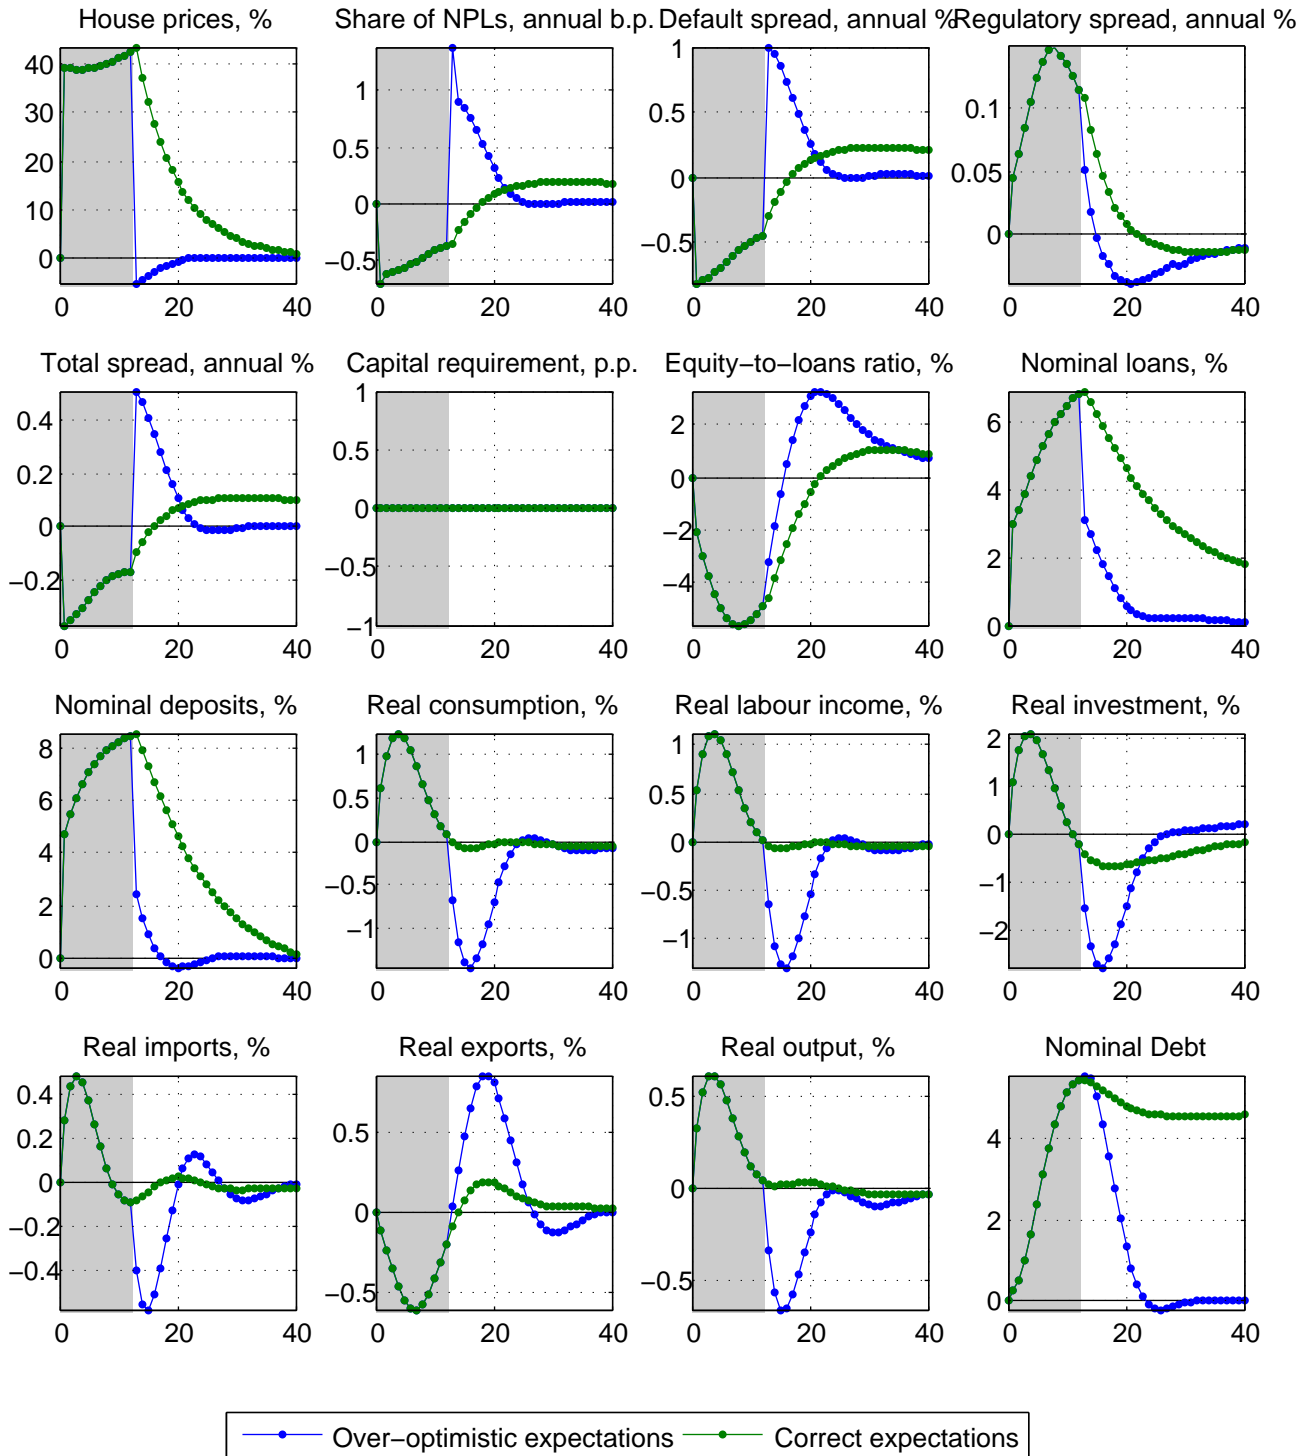 House prices, %
Share of NPLs, annual b.p.
Default spread, annual %
Regulatory spread, annual %
40
30
20
10
0
0 20 40
1
0.5
0
−0.5
0 20 40
1
0.5
0
−0.5
0 20 40
0.1
0.05
0
0 20 40
Total spread, annual %
Capital requirement, p.p.
Equity−to−loans ratio, %
Nominal loans, %
0.4
0.2
0
−0.2
0 20 40
1
0.5
0
−0.5
−1
0 20 40
2
0
−2
−4
0 20 40
6
4
2
0
0 20 40
Nominal deposits, %
Real consumption, %
Real labour income, %
Real investment, %
8
6
4
2
0
0 20 40
1
0.5
0
−0.5
−1
0 20 40
1
0.5
0
−0.5
−1
0 20 40
2
1
0
−1
−2
0 20 40
Real imports, %
Real exports, %
Real output, %
Nominal Debt
0.4
0.2
0
−0.2
−0.4
0 20 40
0.5
0
−0.5
0 20 40
0.5
0
−0.5
0 20 40
4
2
0
0 20 40
Over−optimistic expectations
Correct expectations